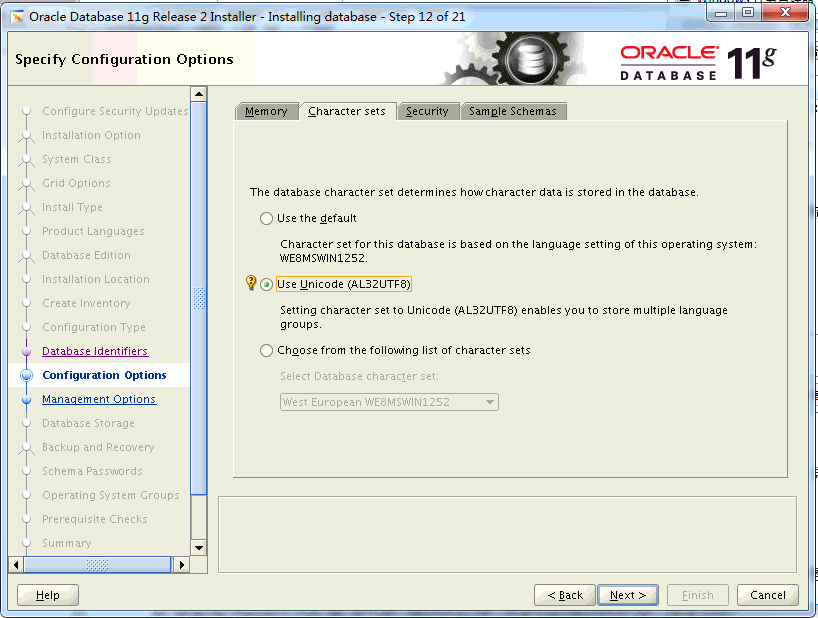 Oracle Database 11g Release 2 Installer - Installing database - Step 12 of 21
Specify Configuration Options
ORACLE
DATABASE
11g
Configure Security Updates
Installation Option
System Class
Grid Options
Install Type
Product Languages
Database Edition
Installation Location
Create Inventory
Configuration Type
Database Identifiers
Configuration Options
Management Options
Database Storage
Backup and Recovery
Schema Passwords
Operating System Groups
Prerequisite Checks
Summary
Memory
Character sets
Security
Sample Schemas
The database character set determines how character data is stored in the database.
Use the default
Character set for this database is based on the language setting of this operating system:
WE8MSWIN1252.
Use Unicode (AL32UTF8)
Setting character set to Unicode (AL32UTF8) enables you to store multiple language
groups.
Choose from the following list of character sets
Select Database character set:
West European WE8MSWIN1252
Help
< Back
Next >
Finish
Cancel